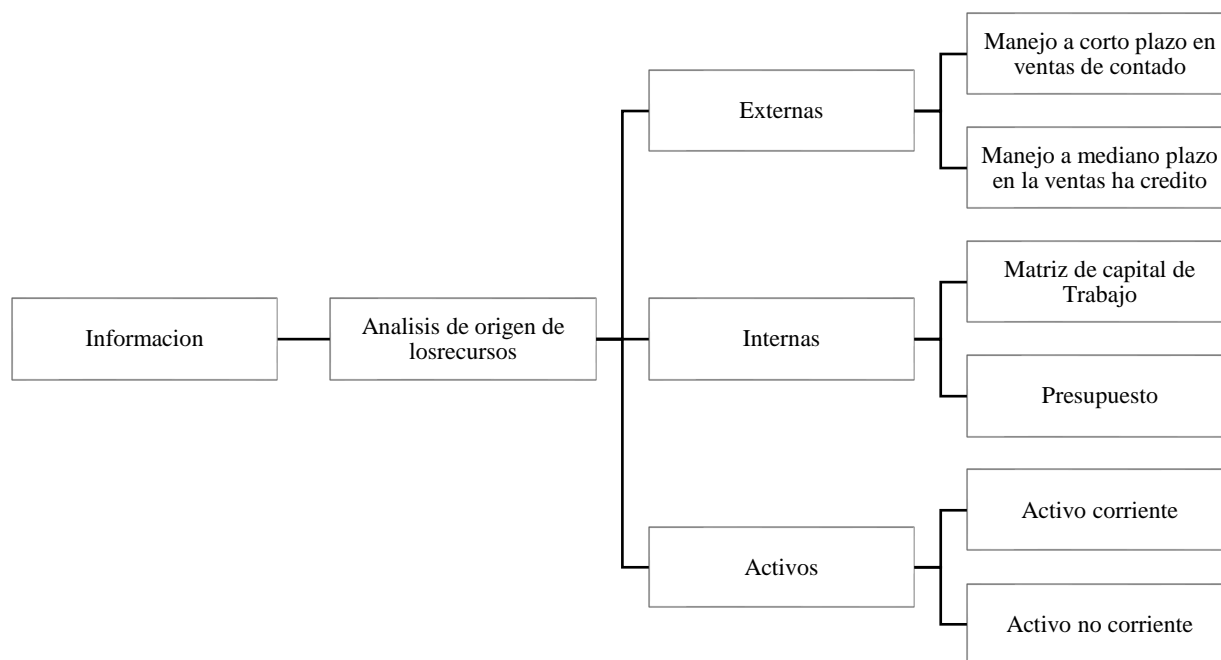 Informacion
Analisis de origen de
losrecursos
Externas
Manejo a corto plazo en
ventas de contado
Manejo a mediano plazo
en la ventas ha credito
Internas
Matriz de capital de
Trabajo
Presupuesto
Activos
Activo corriente
Activo no corriente